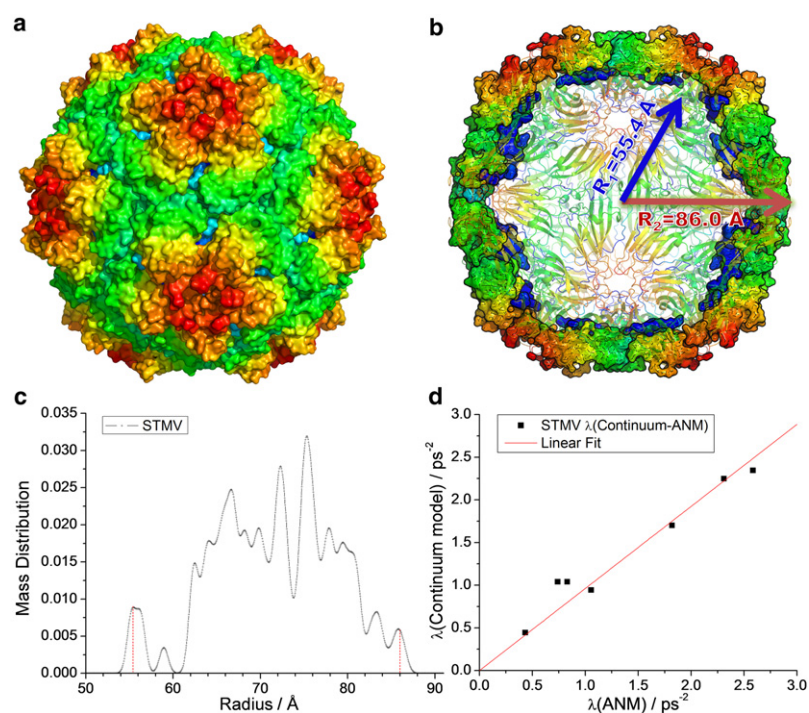 a
b
R₁=55.4 A
R₂=86.0 A
c
STMV
0.035
0.030
0.025
0.020
0.015
0.010
0.005
0.000
Mass Distribution
50 60 70 80 90
Radius / Å
d
STMV λ(Continuum-ANM)
Linear Fit
3.0
2.5
2.0
1.5
1.0
0.5
0.0
λ(Continuum model) / ps⁻²
0.0 0.5 1.0 1.5 2.0 2.5 3.0
λ(ANM) / ps⁻²